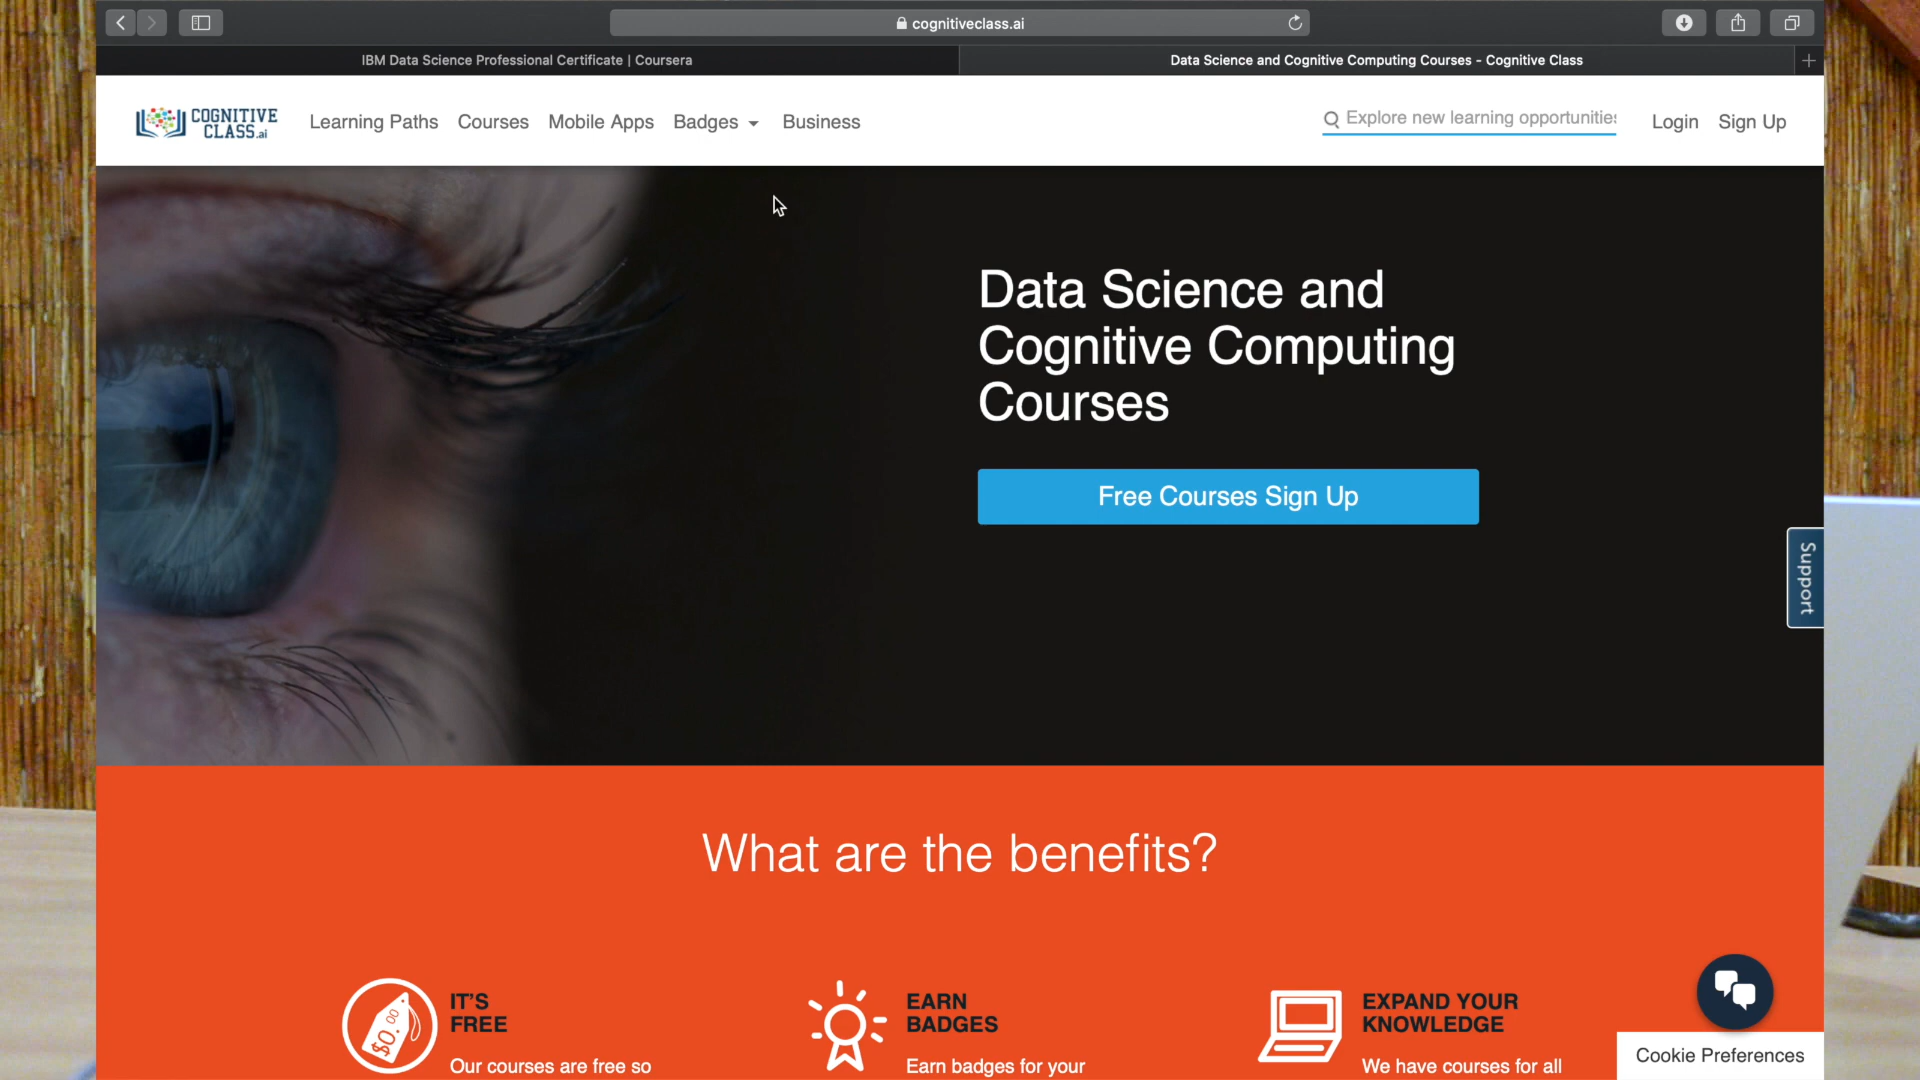 cognitiveclass.ai
IBM Data Science Professional Certificate | Coursera
Data Science and Cognitive Computing Courses - Cognitive Class
COGNITIVE
CLASS.ai
Learning Paths
Courses
Mobile Apps
Badges
Business
Explore new learning opportunities
Login
Sign Up
Data Science and
Cognitive Computing
Courses
Free Courses Sign Up
Support
What are the benefits?
$0.00
IT'S
FREE
Our courses are free so
EARN
BADGES
Earn badges for your
EXPAND YOUR
KNOWLEDGE
We have courses for all
Cookie Preferences